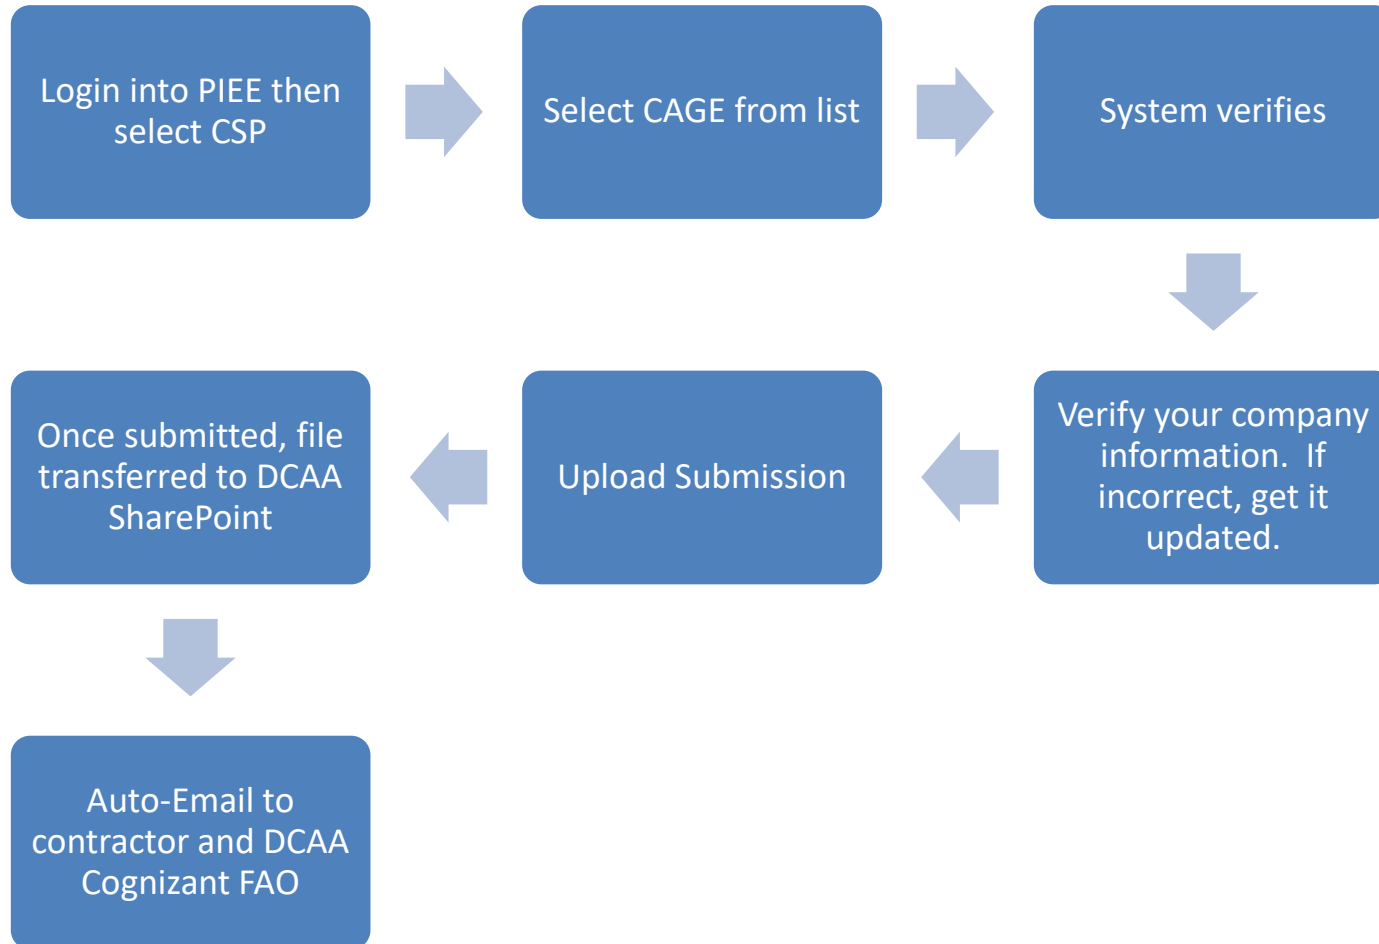 Login into PIEE then
select CSP
Select CAGE from list
System verifies
Verify your company
information.  If
incorrect, get it
updated.
Upload Submission
Once submitted, file
transferred to DCAA
SharePoint
Auto-Email to
contractor and DCAA
Cognizant FAO